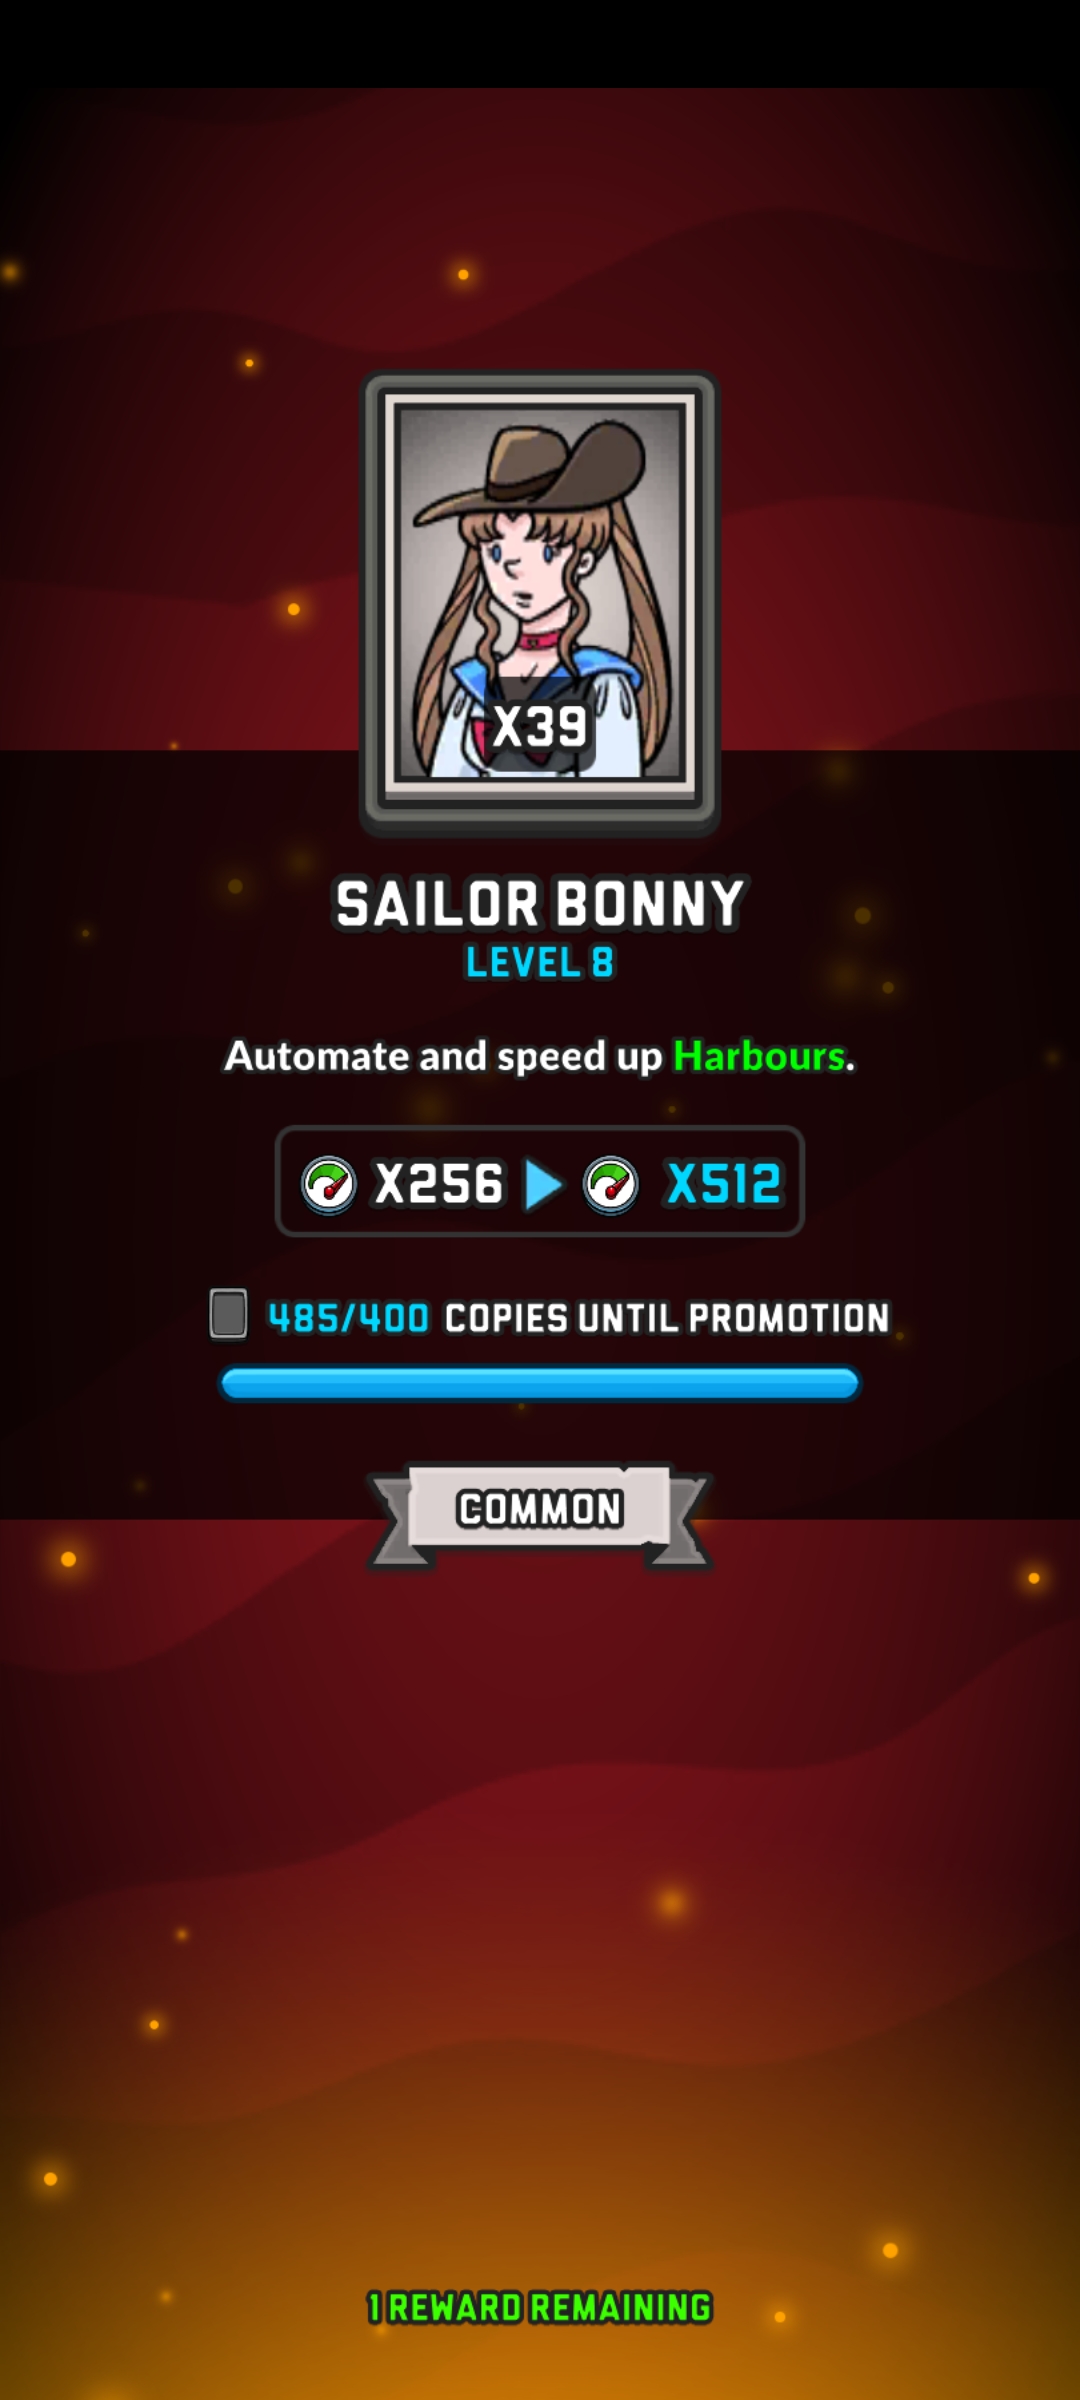 X39
SAILOR BONNY
LEVEL 8
Automate and speed up Harbours.
X256 X512
485/400 COPIES UNTIL PROMOTION
COMMON
1 REWARD REMAINING